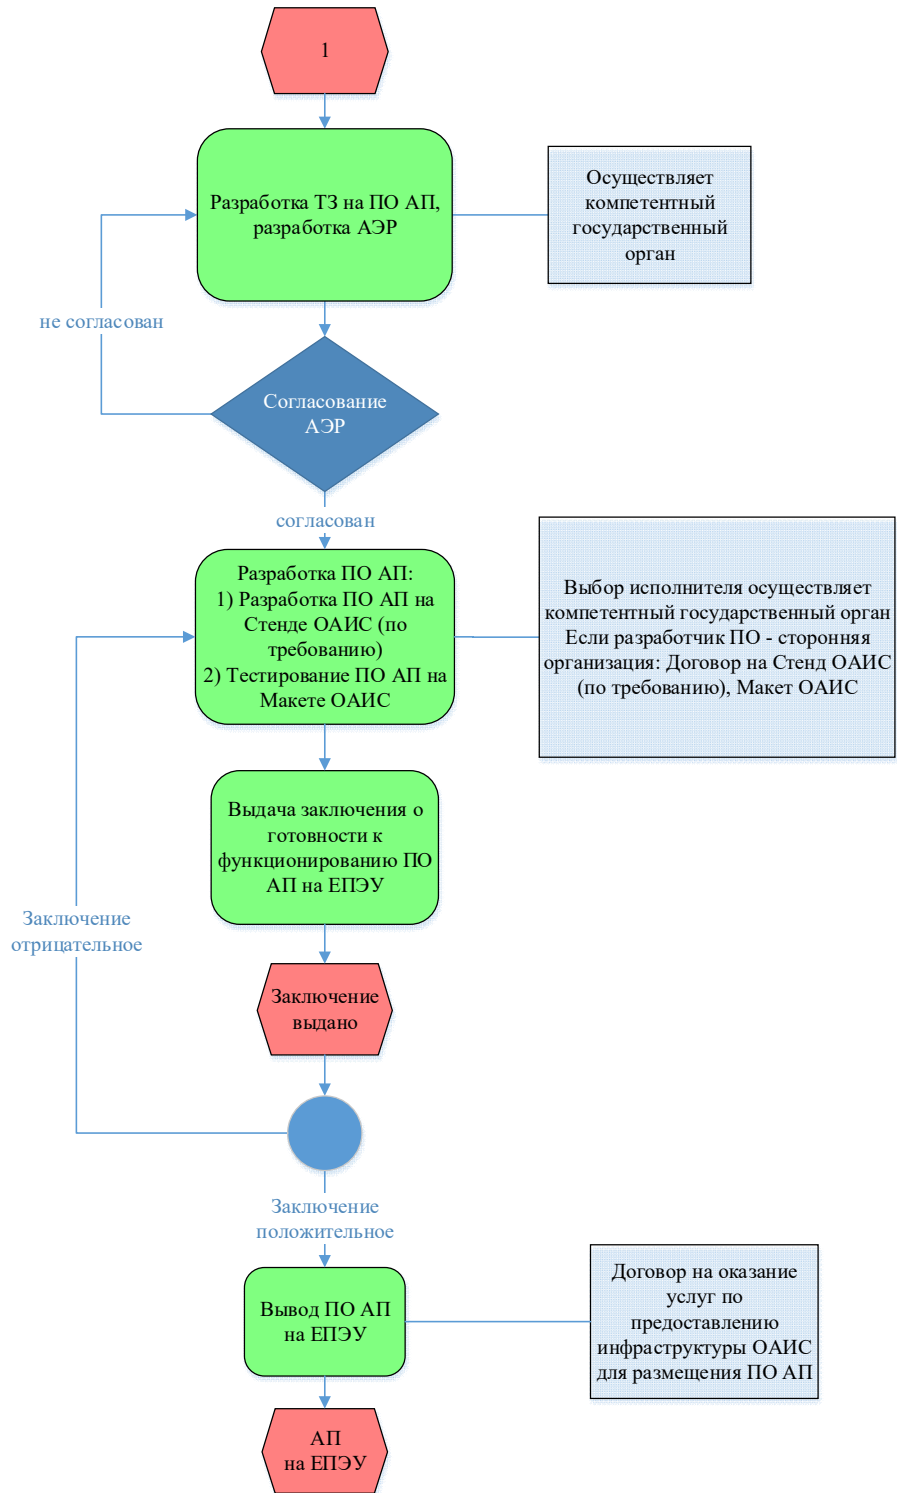 1
Разработка ТЗ на ПО АП,
разработка АЭР
Осуществляет
компетентный
государственный
орган
не согласован
Согласование
АЭР
согласован
Разработка ПО АП:
1) Разработка ПО АП на
Стенде ОАИС (по
требованию)
2) Тестирование ПО АП на
Макете ОАИС
Выбор исполнителя осуществляет
компетентный государственный орган
Если разработчик ПО - сторонняя
организация: Договор на Стенд ОАИС
(по требованию), Макет ОАИС
Выдача заключения о
готовности к
функционированию ПО
АП на ЕПЭУ
Заключение
отрицательное
Заключение
выдано
Заключение
положительное
Вывод ПО АП
на ЕПЭУ
Договор на оказание
услуг по
предоставлению
инфраструктуры ОАИС
для размещения ПО АП
АП
на ЕПЭУ